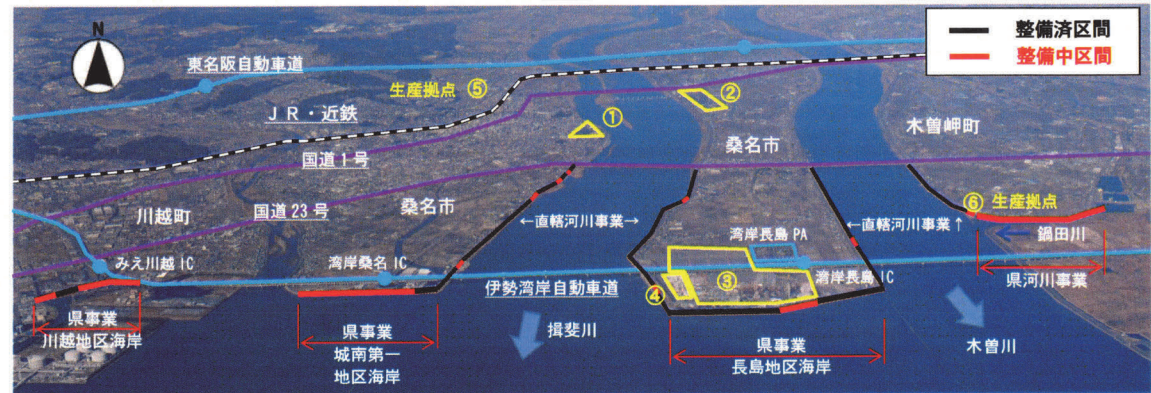 N
整備済区間
整備中区間
東名阪自動車道
生産拠点 ⑤
②
ＪＲ・近鉄
①
木曽岬町
桑名市
国道1号
⑥ 生産拠点
川越町
国道23号
桑名市
←直轄河川事業→
←直轄河川事業↑
鍋田川
湾岸長島 PA
みえ川越 IC
湾岸桑名 IC
③
湾岸長島 IC
伊勢湾岸自動車道
④
県河川事業
県事業
川越地区海岸
県事業
城南第一
地区海岸
揖斐川
県事業
長島地区海岸
木曽川